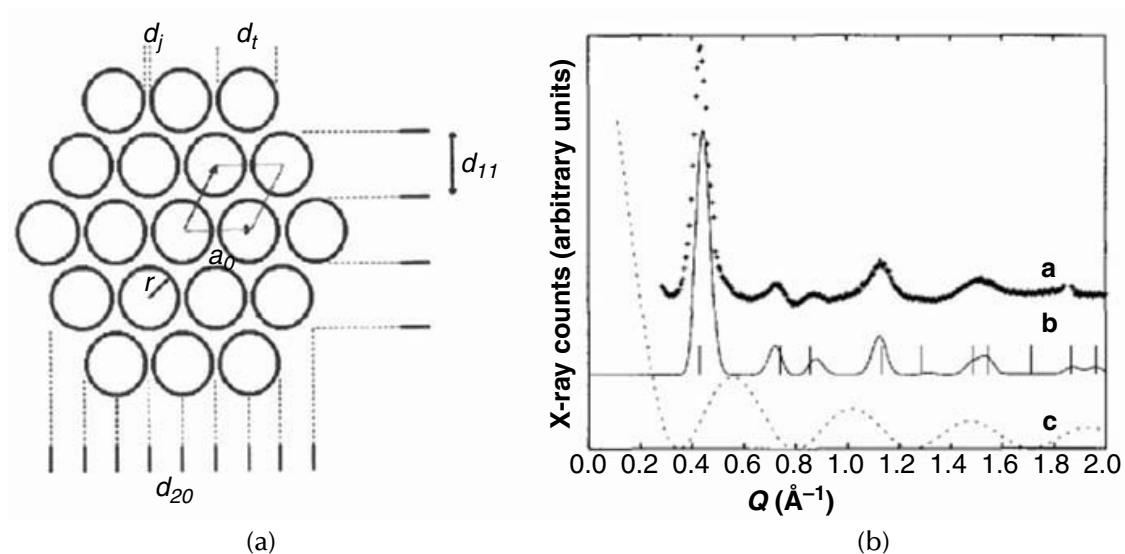 d_j
d_t
d_11
a_0
r
d_20
(a)
X-ray counts (arbitrary units)
a
b
c
0.0 0.2 0.4 0.6 0.8 1.0 1.2 1.4 1.6 1.8 2.0
Q (Å⁻¹)
(b)